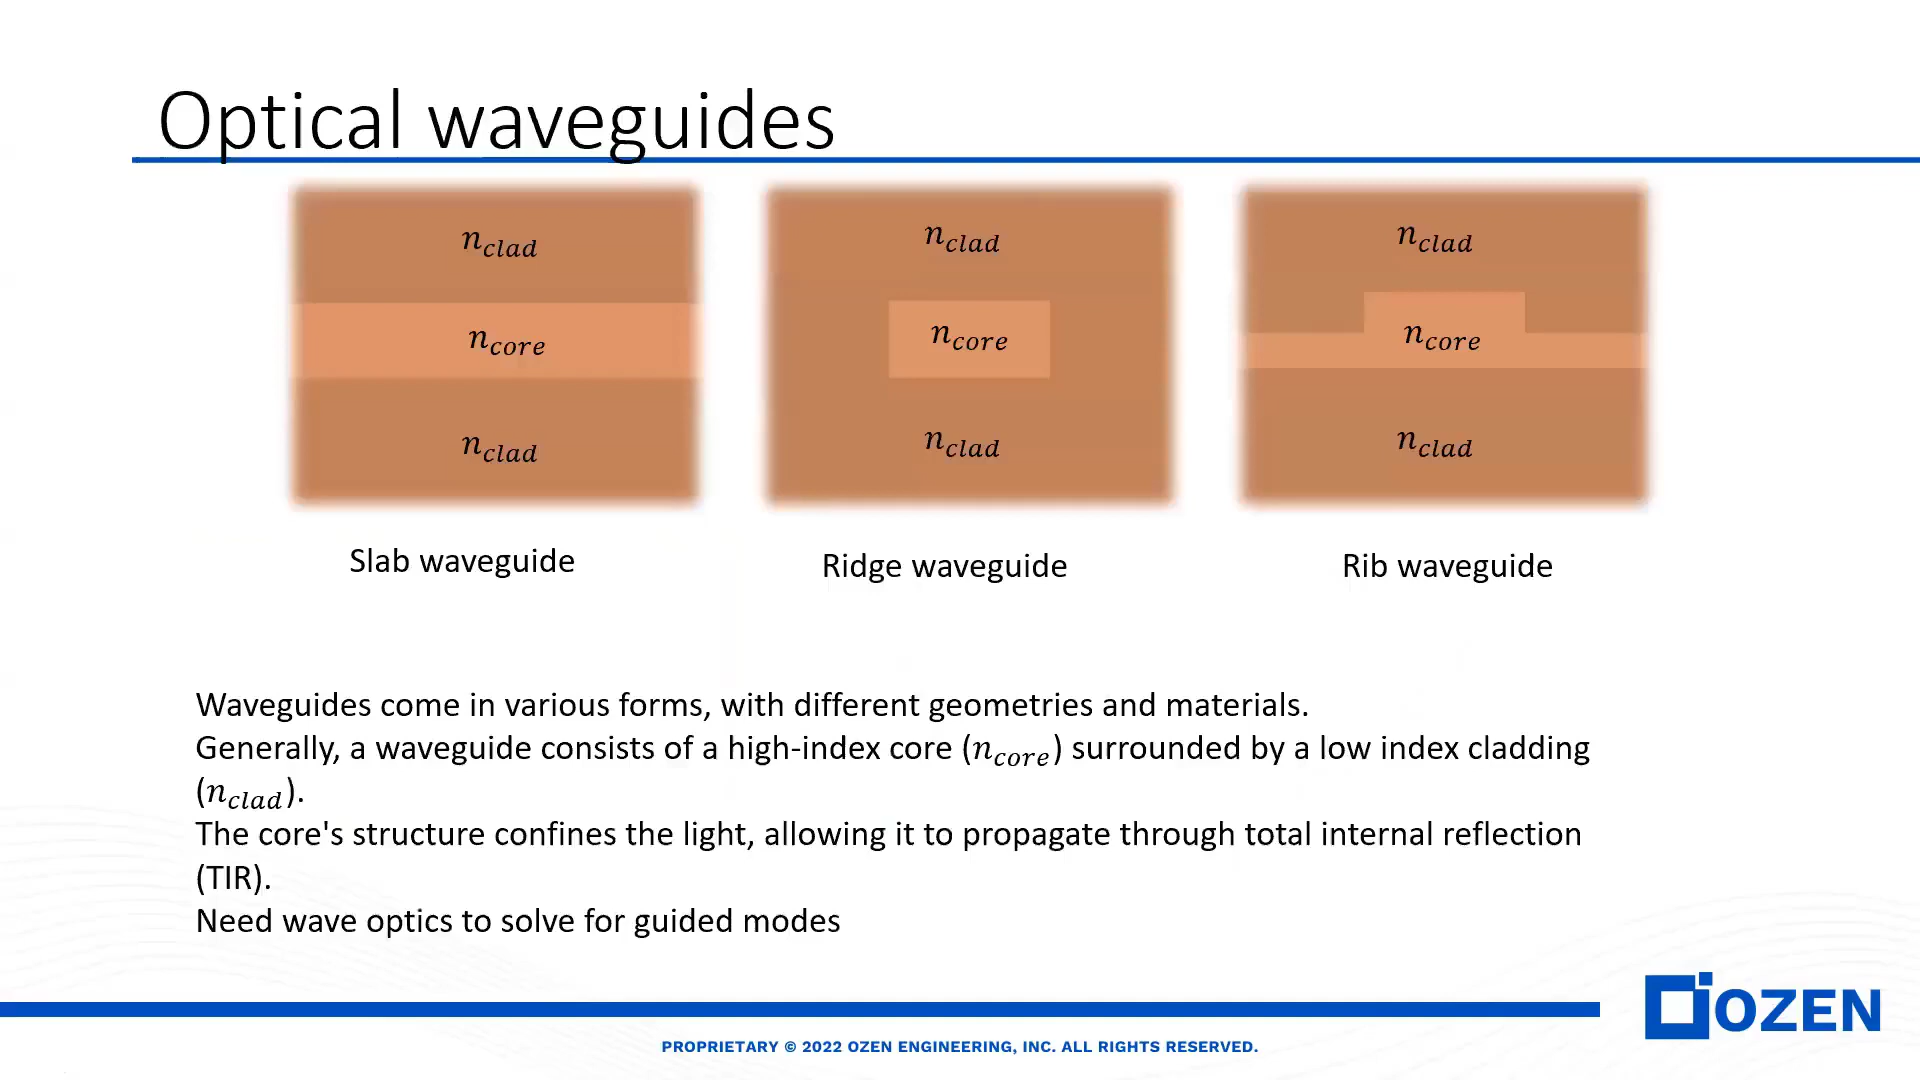 Optical waveguides
n_clad
n_core
n_clad
Slab waveguide
n_clad
n_core
n_clad
Ridge waveguide
n_clad
n_core
n_clad
Rib waveguide
Waveguides come in various forms, with different geometries and materials.
Generally, a waveguide consists of a high-index core (n_core) surrounded by a low index cladding
(n_clad).
The core's structure confines the light, allowing it to propagate through total internal reflection
(TIR).
Need wave optics to solve for guided modes
OZEN
PROPRIETARY © 2022 OZEN ENGINEERING, INC. ALL RIGHTS RESERVED.